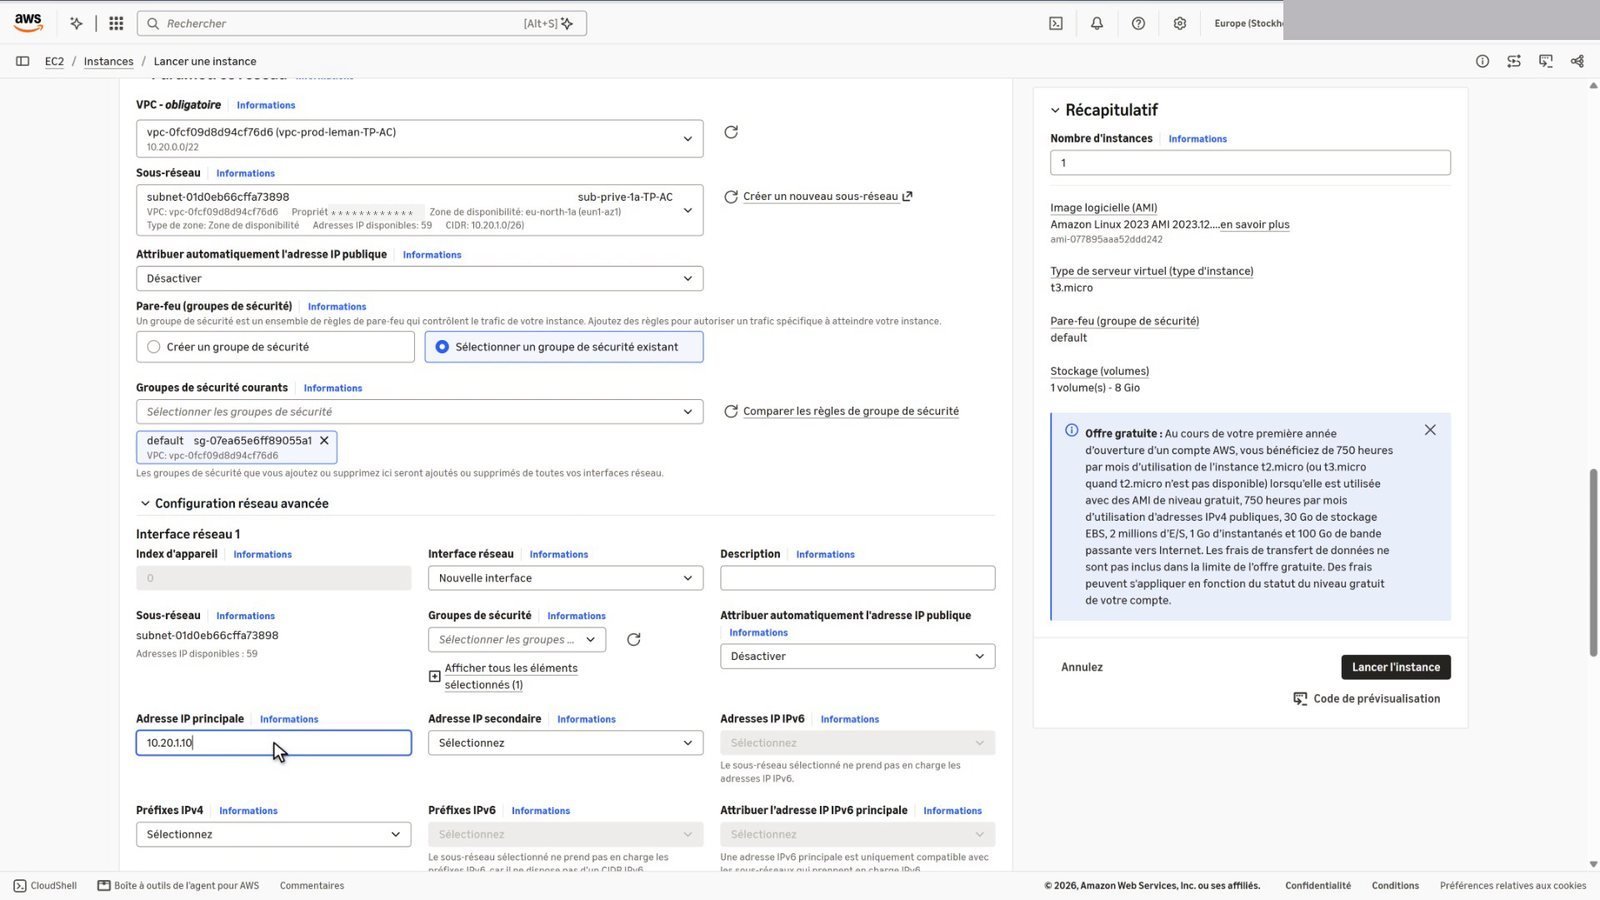 aws
Rechercher
[Alt+S]
Europe (Stockh
EC2 / Instances / Lancer une instance
VPC - obligatoire Informations
vpc-0fcf09d8d94cf76d6 (vpc-prod-leman-TP-AC)
10.20.0.0/22
Sous-réseau Informations
subnet-01d0eb66cffa73898 sub-prive-1a-TP-AC
VPC: vpc-0fcf09d8d94cf76d6 Propriét ************ Zone de disponibilité: eu-north-1a (eun1-az1)
Type de zone: Zone de disponibilité Adresses IP disponibles: 59 CIDR: 10.20.1.0/26)
Créer un nouveau sous-réseau
Attribuer automatiquement l'adresse IP publique Informations
Désactiver
Pare-feu (groupes de sécurité) Informations
Un groupe de sécurité est un ensemble de règles de pare-feu qui contrôlent le trafic de votre instance. Ajoutez des règles pour autoriser un trafic spécifique à atteindre votre instance.
Créer un groupe de sécurité
Sélectionner un groupe de sécurité existant
Groupes de sécurité courants Informations
Sélectionner les groupes de sécurité
Comparer les règles de groupe de sécurité
default sg-07ea65e6ff89055a1
VPC: vpc-0fcf09d8d94cf76d6
Les groupes de sécurité que vous ajoutez ou supprimez ici seront ajoutés ou supprimés de toutes vos interfaces réseau.
Configuration réseau avancée
Interface réseau 1
Index d'appareil Informations
0
Interface réseau Informations
Nouvelle interface
Description Informations
Sous-réseau Informations
subnet-01d0eb66cffa73898
Adresses IP disponibles : 59
Groupes de sécurité Informations
Sélectionner les groupes ...
Afficher tous les éléments
sélectionnés (1)
Attribuer automatiquement l'adresse IP publique
Informations
Désactiver
Adresse IP principale Informations
10.20.1.10
Adresse IP secondaire Informations
Sélectionnez
Adresses IP IPv6 Informations
Sélectionnez
Le sous-réseau sélectionné ne prend pas en charge les
adresses IP IPv6.
Préfixes IPv4 Informations
Sélectionnez
Préfixes IPv6 Informations
Sélectionnez
Le sous-réseau sélectionné ne prend pas en charge les
préfixes IPv6, car il ne dispose pas d'un CIDR IPv6.
Attribuer l'adresse IP IPv6 principale Informations
Sélectionnez
Une adresse IPv6 principale est uniquement compatible avec
les sous-réseaux qui prennent en charge IPv6.
Récapitulatif
Nombre d'instances Informations
1
Image logicielle (AMI)
Amazon Linux 2023 AMI 2023.12....en savoir plus
ami-077895aaa52ddd242
Type de serveur virtuel (type d'instance)
t3.micro
Pare-feu (groupe de sécurité)
default
Stockage (volumes)
1 volume(s) - 8 Gio
Offre gratuite : Au cours de votre première année
d'ouverture d'un compte AWS, vous bénéficiez de 750 heures
par mois d'utilisation de l'instance t2.micro (ou t3.micro
quand t2.micro n'est pas disponible) lorsqu'elle est utilisée
avec des AMI de niveau gratuit, 750 heures par mois
d'utilisation d'adresses IPv4 publiques, 30 Go de stockage
EBS, 2 millions d'E/S, 1 Go d'instantanés et 100 Go de bande
passante vers Internet. Les frais de transfert de données ne
sont pas inclus dans la limite de l'offre gratuite. Des frais
peuvent s'appliquer en fonction du statut du niveau gratuit
de votre compte.
Annulez
Lancer l'instance
Code de prévisualisation
CloudShell
Boîte à outils de l'agent pour AWS
Commentaires
© 2026, Amazon Web Services, Inc. ou ses affiliés.
Confidentialité
Conditions
Préférences relatives aux cookies